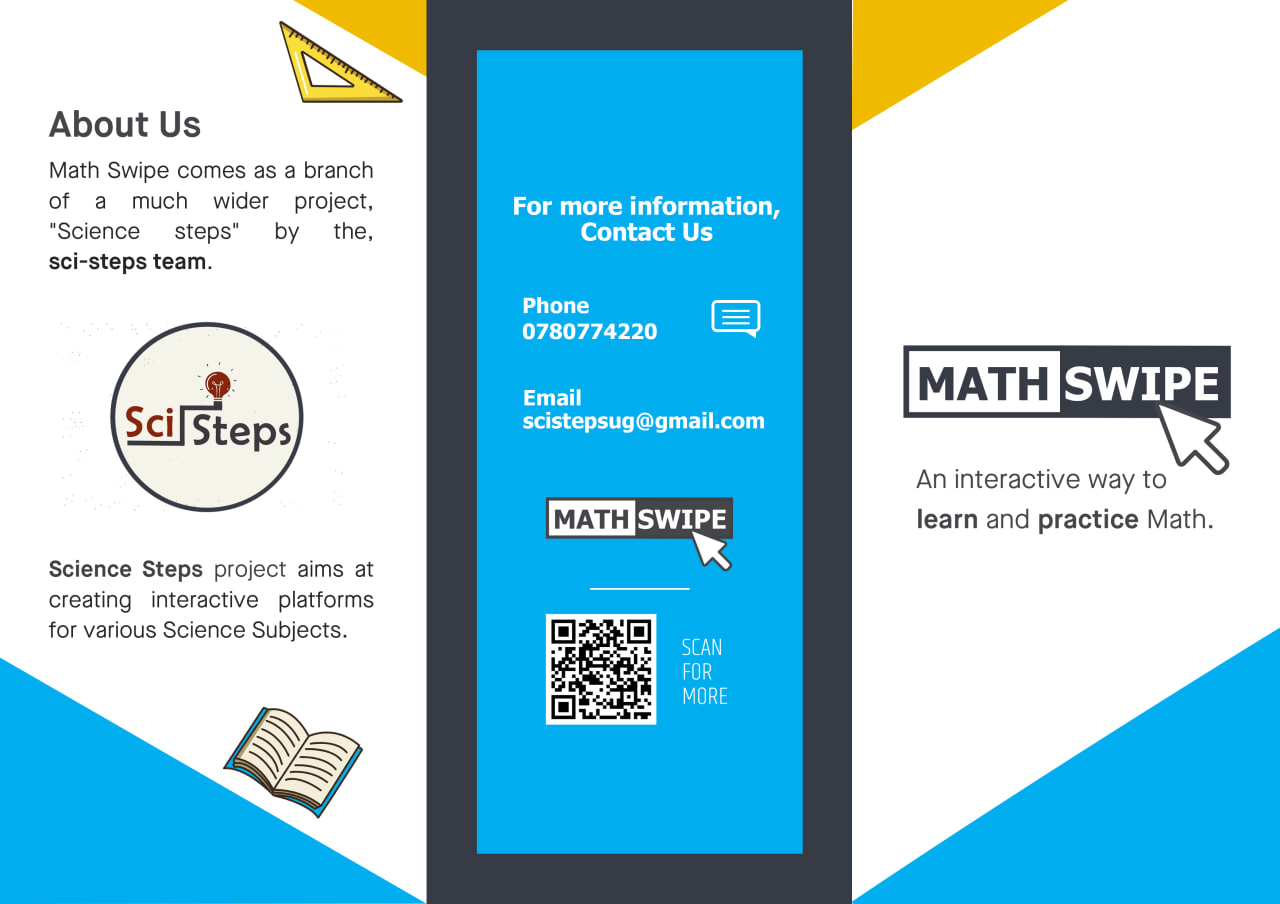 About Us
Math Swipe comes as a branch
of a much wider project,
"Science steps" by the,
sci-steps team.
Sci Steps
Science Steps project aims at
creating interactive platforms
for various Science Subjects.
For more information,
Contact Us
Phone
0780774220
Email
scistepsug@gmail.com
MATH SWIPE
SCAN
FOR
MORE
MATH SWIPE
An interactive way to
learn and practice Math.